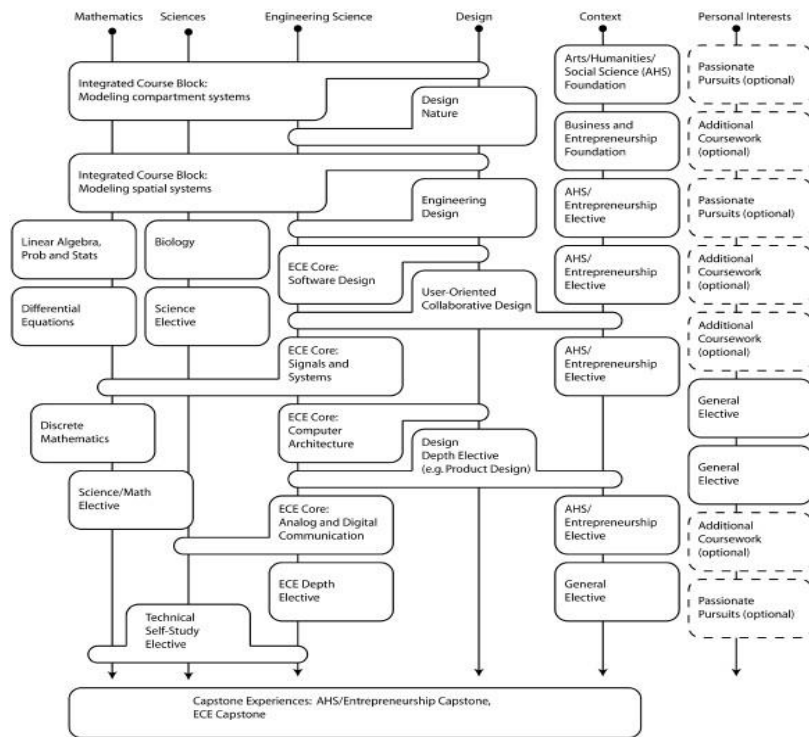 Mathematics Sciences Engineering Science Design Context Personal Interests
Integrated Course Block:
Modeling compartment systems
Arts/Humanities/
Social Science (AHS)
Foundation
Passionate
Pursuits (optional)
Design
Nature
Business and
Entrepreneurship
Foundation
Additional
Coursework
(optional)
Integrated Course Block:
Modeling spatial systems
Engineering
Design
AHS/
Entrepreneurship
Elective
Passionate
Pursuits (optional)
Linear Algebra,
Prob and Stats
Biology
ECE Core:
Software Design
AHS/
Entrepreneurship
Elective
Additional
Coursework
(optional)
User-Oriented
Collaborative Design
Differential
Equations
Science
Elective
Additional
Coursework
(optional)
ECE Core:
Signals and
Systems
AHS/
Entrepreneurship
Elective
General
Elective
Discrete
Mathematics
ECE Core:
Computer
Architecture
Design
Depth Elective
(e.g. Product Design)
General
Elective
Science/Math
Elective
ECE Core:
Analog and Digital
Communication
AHS/
Entrepreneurship
Elective
Additional
Coursework
(optional)
ECE Depth
Elective
General
Elective
Passionate
Pursuits (optional)
Technical
Self-Study
Elective
Capstone Experiences: AHS/Entrepreneurship Capstone,
ECE Capstone